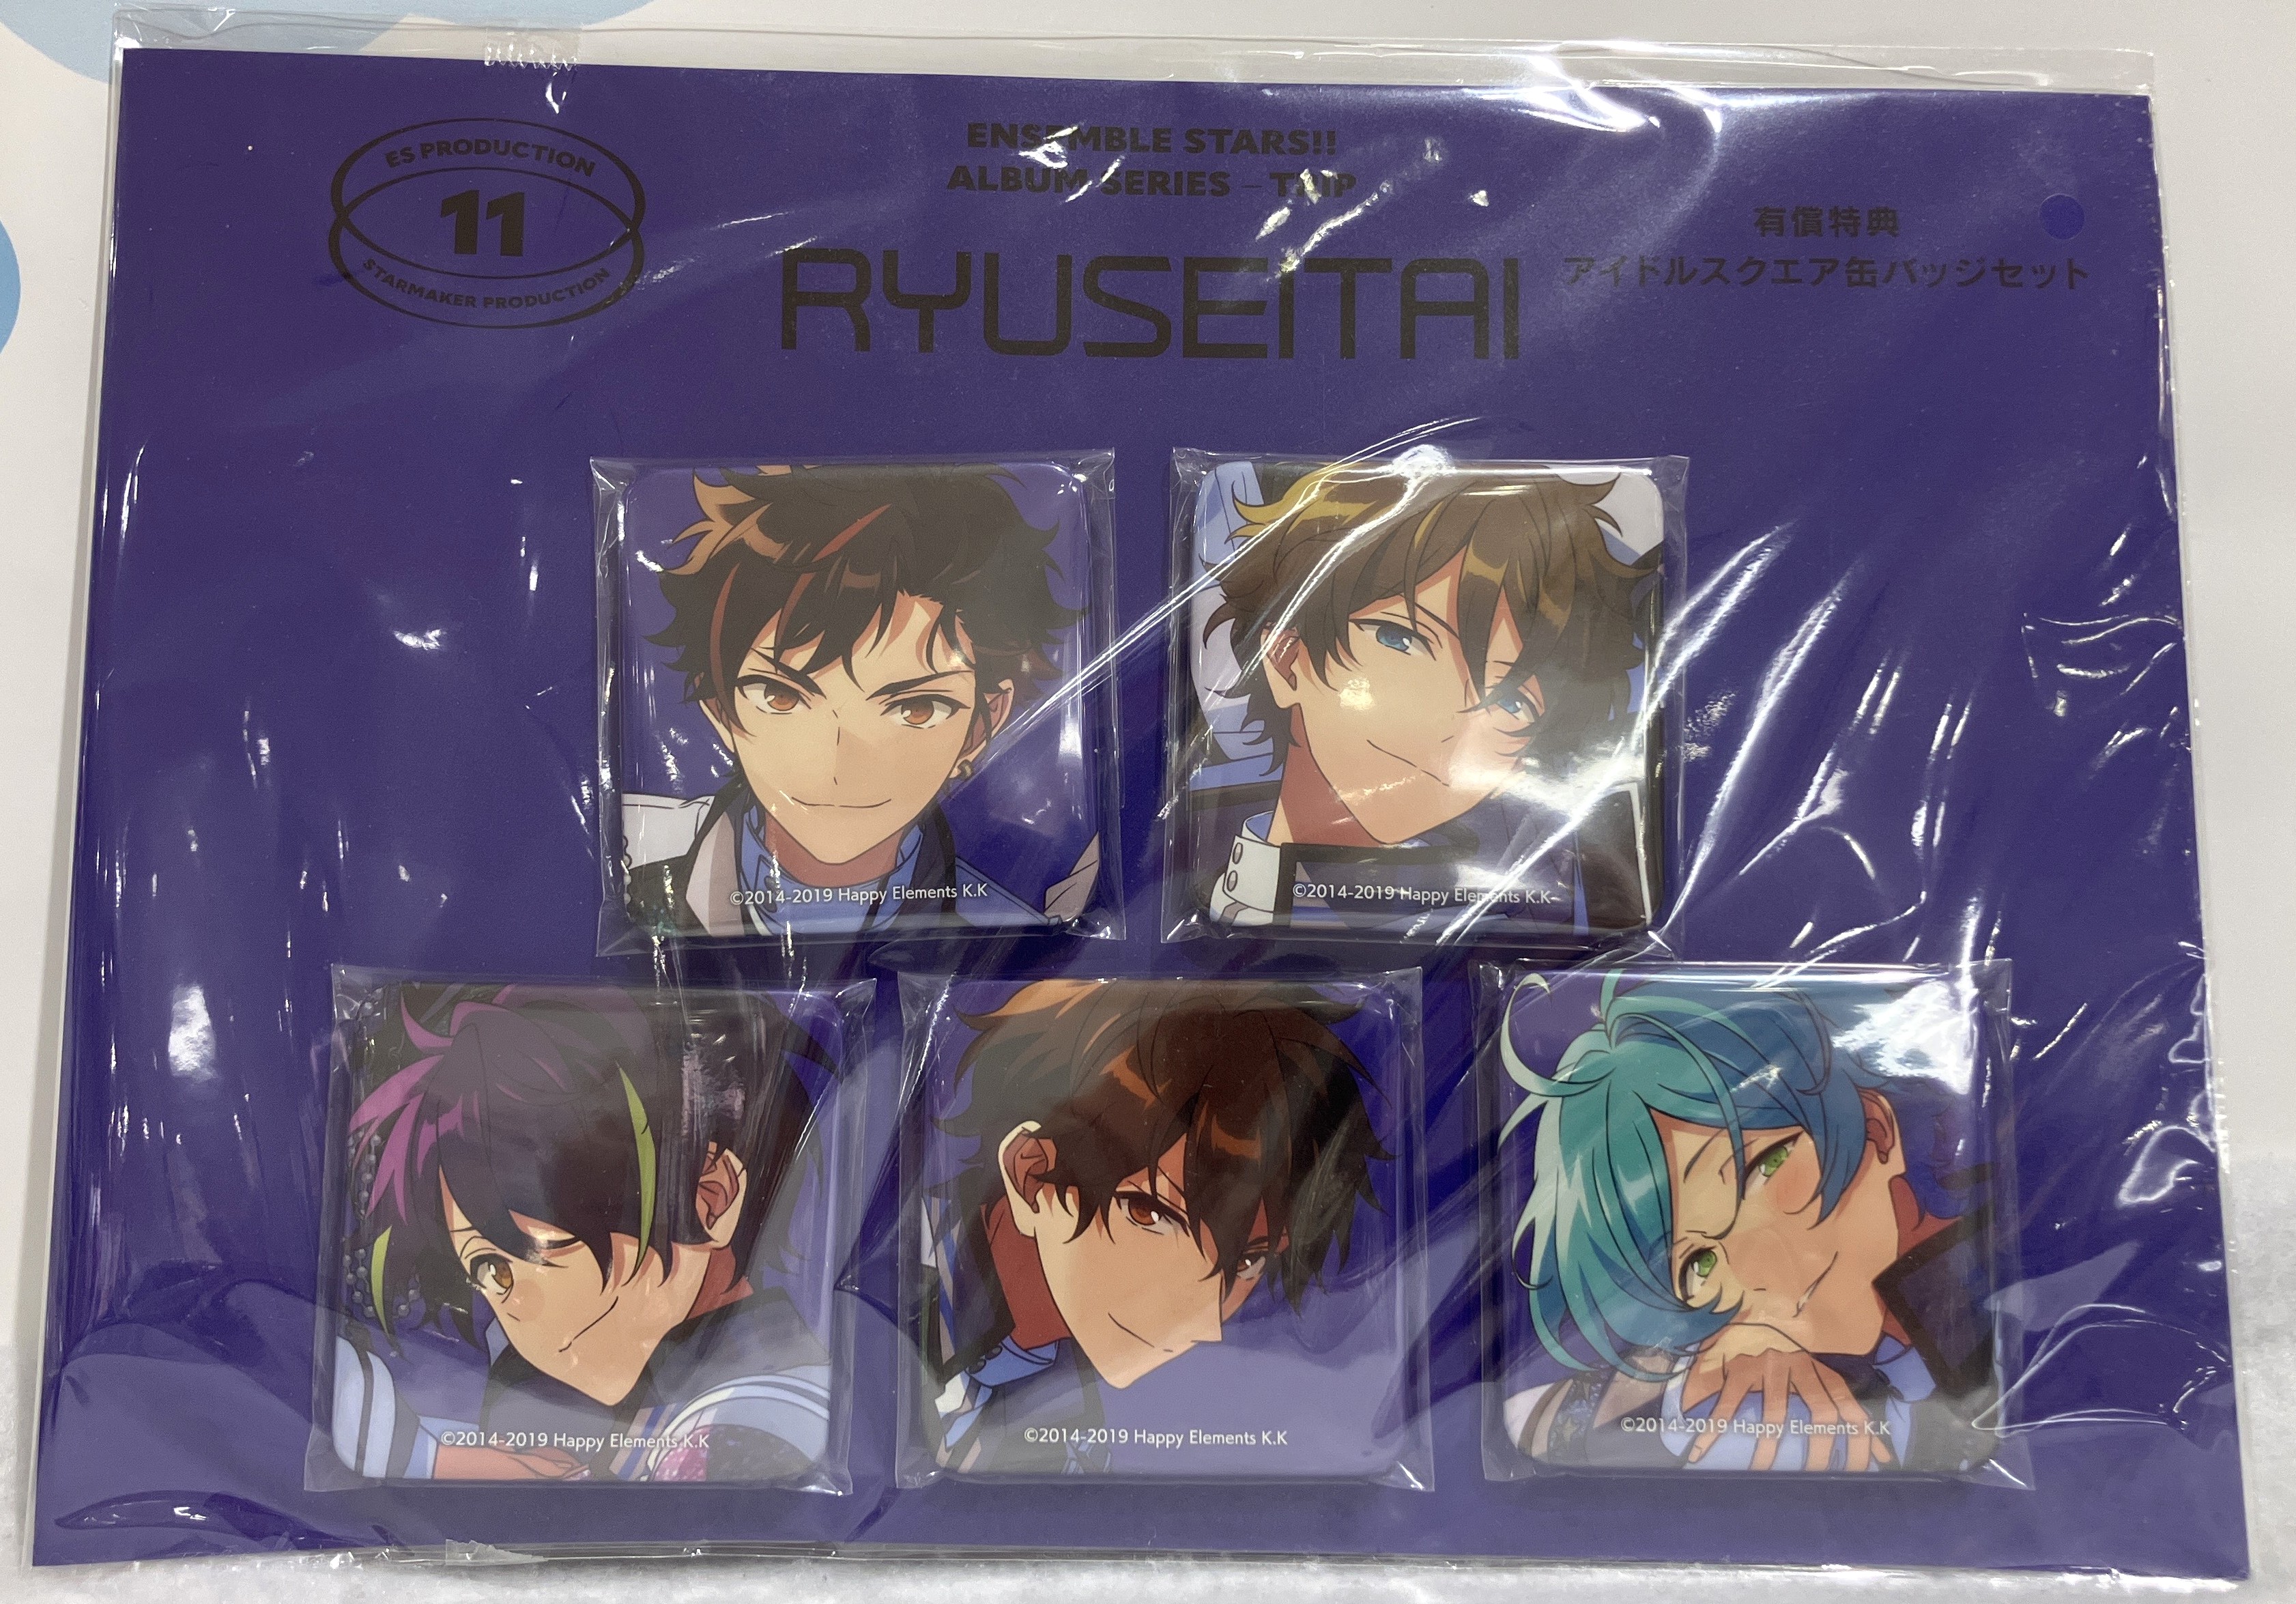 ES PRODUCTION
11
STARMAKER PRODUCTION
ENSEMBLE STARS!!
ALBUM SERIES - TRIP
RYUSEITAI
有償特典
アイドルスクエア缶バッジセット
©2014-2019 Happy Elements K.K
©2014-2019 Happy Elements K.K
©2014-2019 Happy Elements K.K
©2014-2019 Happy Elements K.K
©2014-2019 Happy Elements K.K